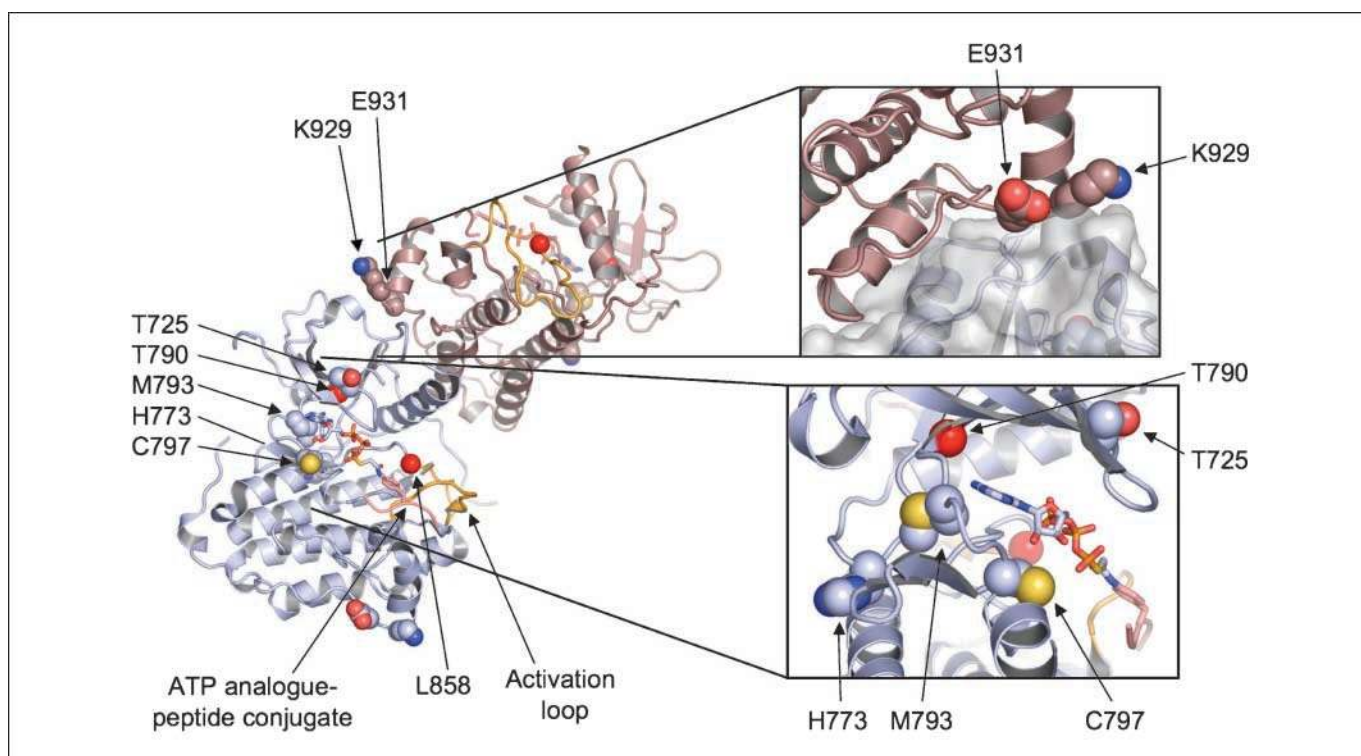 E931
K929
T725
T790
M793
H773
C797
ATP analogue-
peptide conjugate
L858
Activation
loop
E931
K929
T790
T725
H773
M793
C797